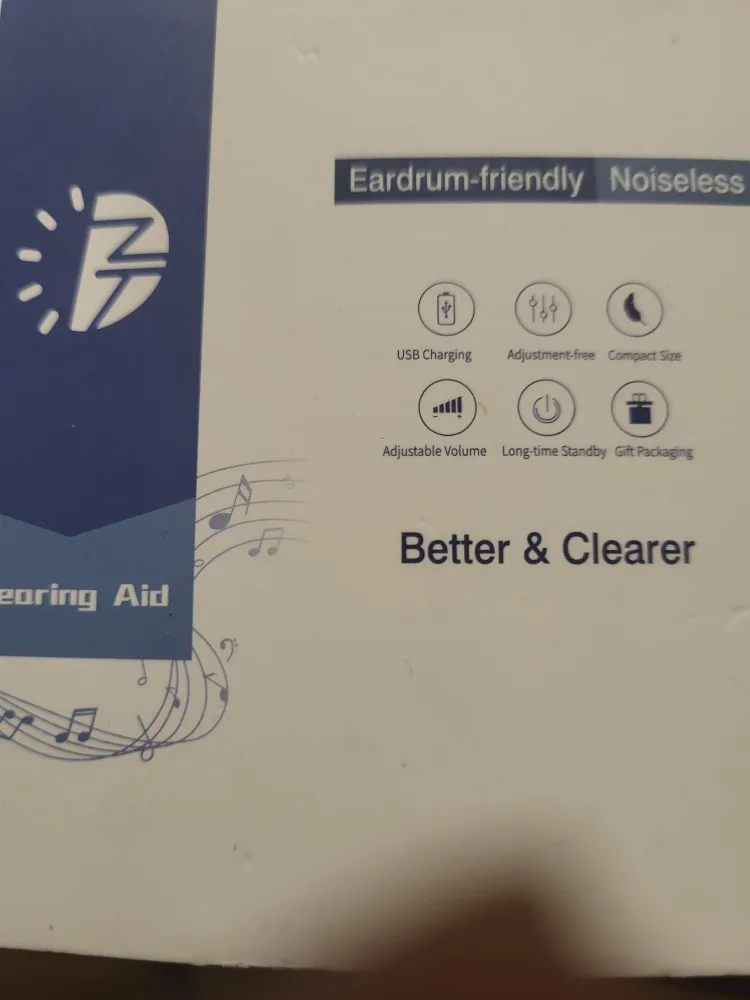 Eardrum-friendly Noiseless
USB Charging Adjustment-free Compact Size
Adjustable Volume Long-time Standby Gift Packaging
Better & Clearer
earing Aid